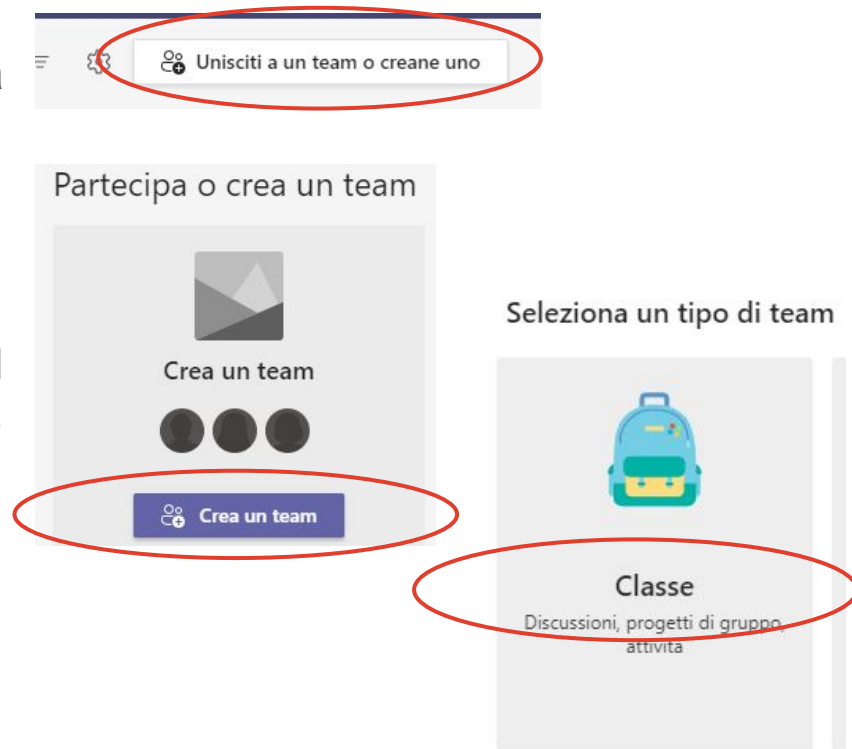 Unisciti a un team o creane uno
Partecipa o crea un team
Crea un team
Crea un team
Seleziona un tipo di team
Classe
Discussioni, progetti di gruppo,
attività